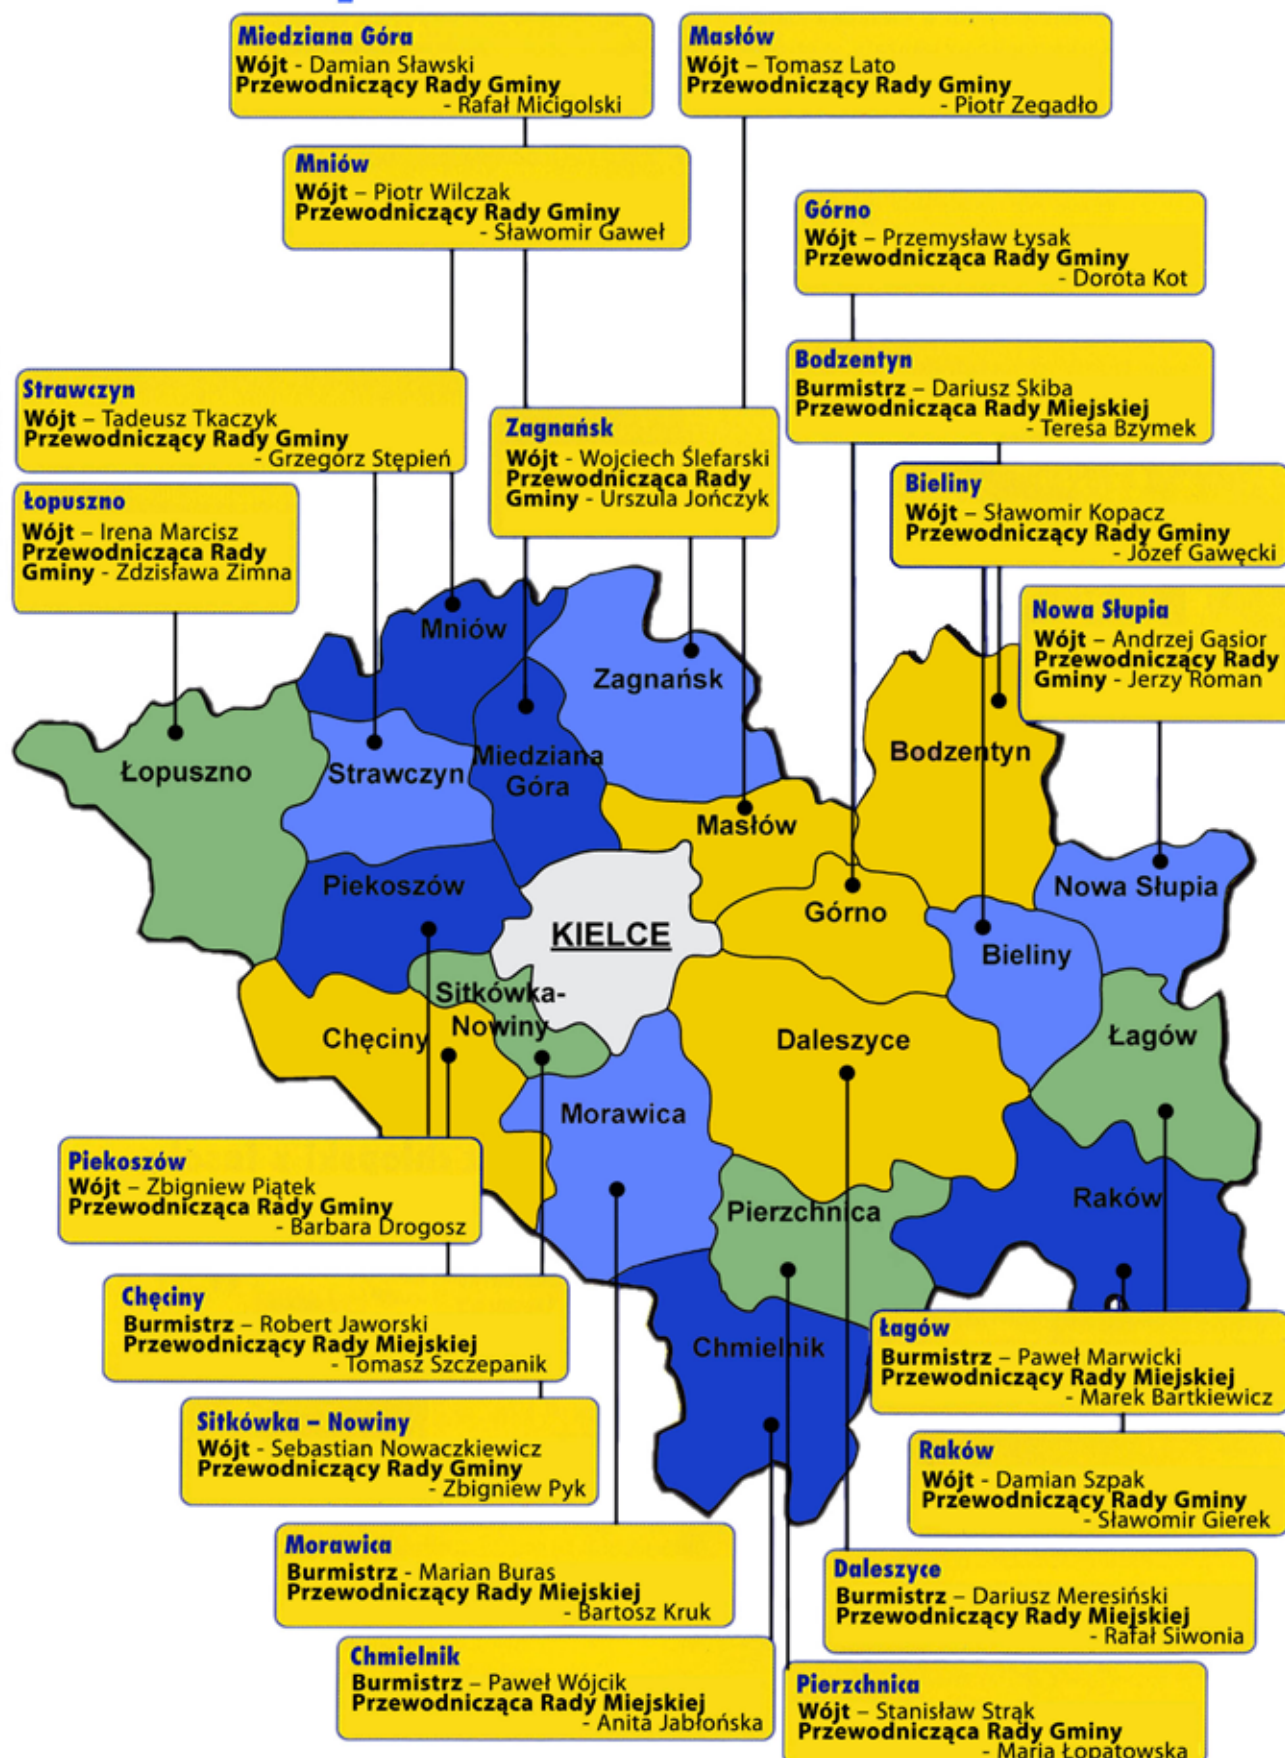 Miedziana Góra
Wójt - Damian Sławski
Przewodniczący Rady Gminy
- Rafał Micigolski
Masłów
Wójt – Tomasz Lato
Przewodniczący Rady Gminy
- Piotr Zegadło
Mniów
Wójt – Piotr Wilczak
Przewodniczący Rady Gminy
- Sławomir Gaweł
Górno
Wójt – Przemysław Łysak
Przewodnicząca Rady Gminy
- Dorota Kot
Bodzentyn
Burmistrz – Dariusz Skiba
Przewodnicząca Rady Miejskiej
- Teresa Bzymek
Strawczyn
Wójt – Tadeusz Tkaczyk
Przewodniczący Rady Gminy
- Grzegorz Stępień
Zagnańsk
Wójt - Wojciech Ślefarski
Przewodnicząca Rady
Gminy - Urszula Jończyk
Bieliny
Wójt – Sławomir Kopacz
Przewodniczący Rady Gminy
- Józef Gawęcki
Łopuszno
Wójt – Irena Marcisz
Przewodnicząca Rady
Gminy - Zdzisława Zimna
Nowa Słupia
Wójt – Andrzej Gąsior
Przewodniczący Rady
Gminy - Jerzy Roman
Mniów
Zagnańsk
Bodzentyn
Łopuszno
Strawczyn
Miedziana
Góra
Masłów
Piekoszów
Nowa Słupia
Górno
KIELCE
Bieliny
Sitkówka-
Nowiny
Chęciny
Daleszyce
Łagów
Morawica
Pierzchnica
Raków
Chmielnik
Piekoszów
Wójt – Zbigniew Piątek
Przewodnicząca Rady Gminy
- Barbara Drogosz
Chęciny
Burmistrz – Robert Jaworski
Przewodniczący Rady Miejskiej
- Tomasz Szczepanik
Łagów
Burmistrz – Paweł Marwicki
Przewodniczący Rady Miejskiej
- Marek Bartkiewicz
Sitkówka – Nowiny
Wójt - Sebastian Nowaczkiewicz
Przewodniczący Rady Gminy
- Zbigniew Pyk
Raków
Wójt - Damian Szpak
Przewodniczący Rady Gminy
- Sławomir Gierek
Morawica
Burmistrz - Marian Buras
Przewodniczący Rady Miejskiej
- Bartosz Kruk
Daleszyce
Burmistrz – Dariusz Meresiński
Przewodniczący Rady Miejskiej
- Rafał Siwonia
Chmielnik
Burmistrz – Paweł Wójcik
Przewodnicząca Rady Miejskiej
- Anita Jabłońska
Pierzchnica
Wójt – Stanisław Strąk
Przewodnicząca Rady Gminy
- Maria Łopatowska